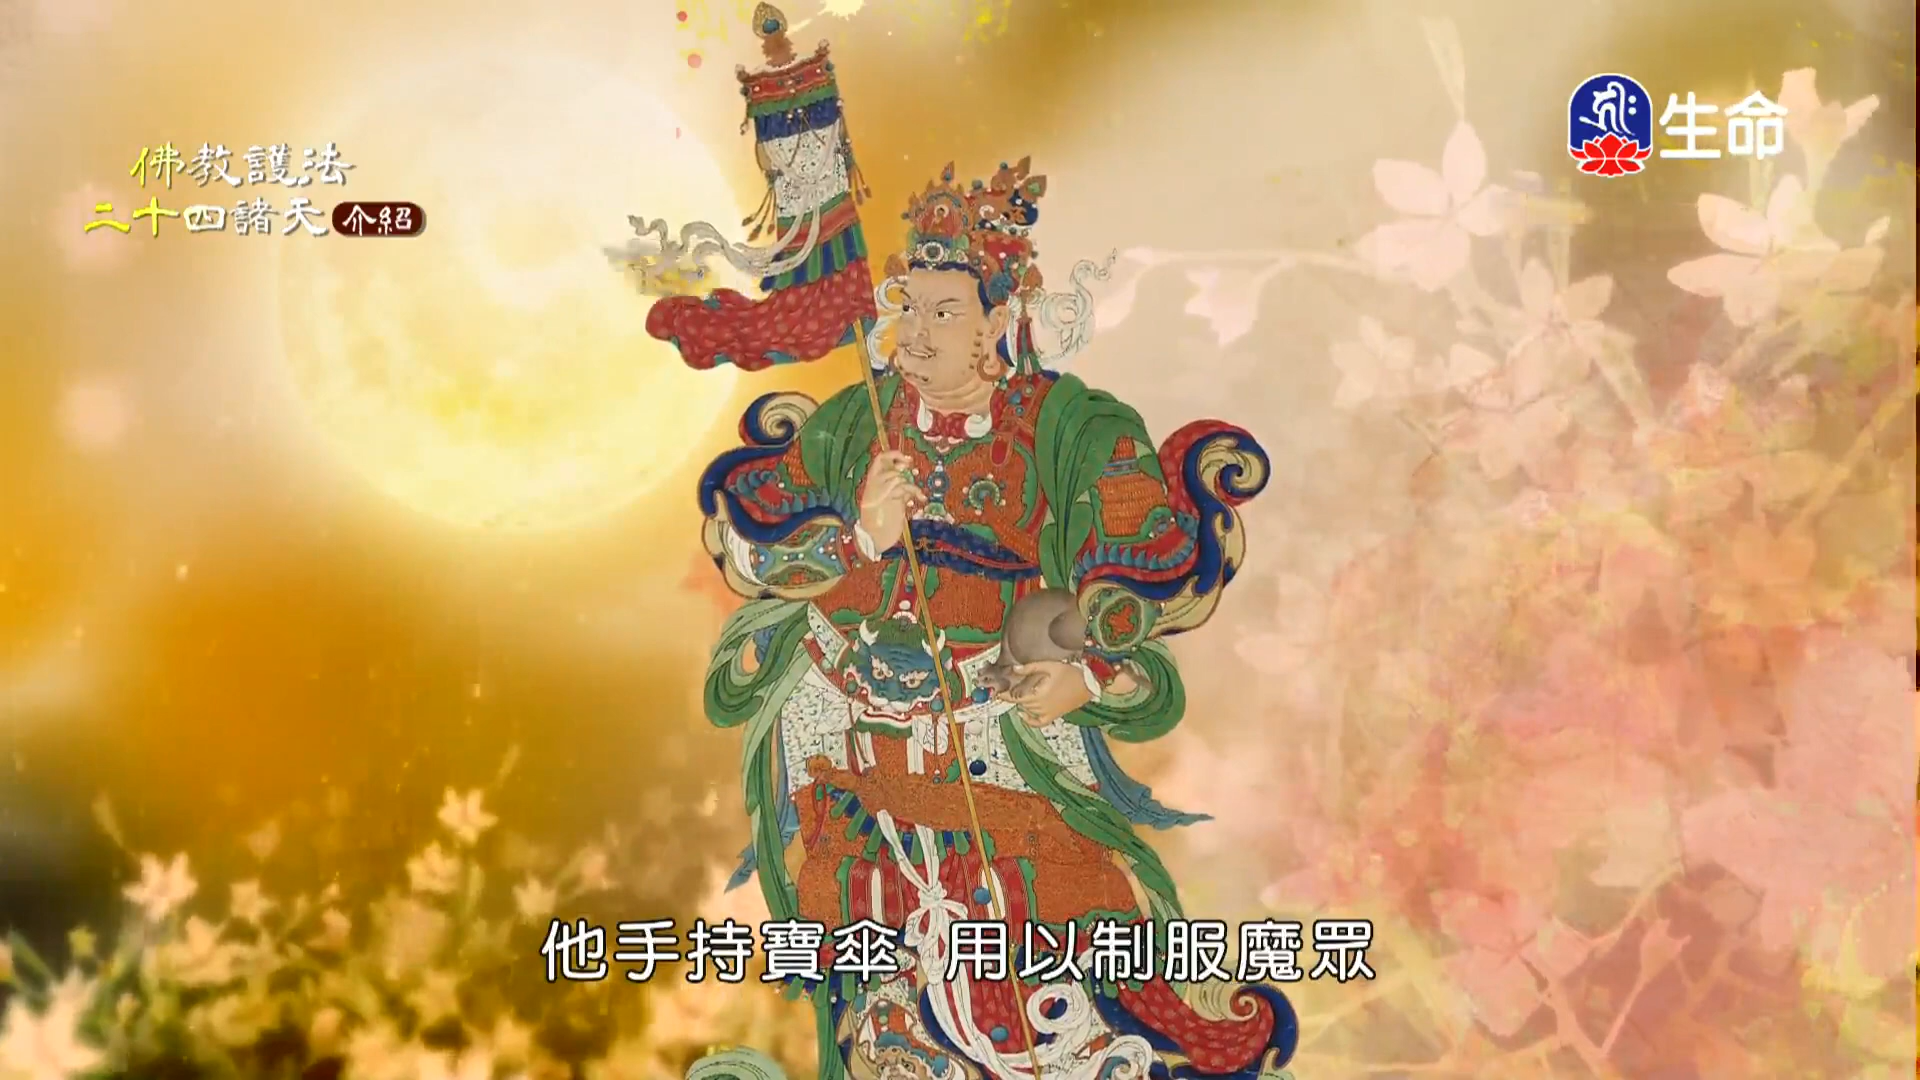 佛教護法
二十四諸天 介紹
生命
他手持寶傘 用以制服魔眾